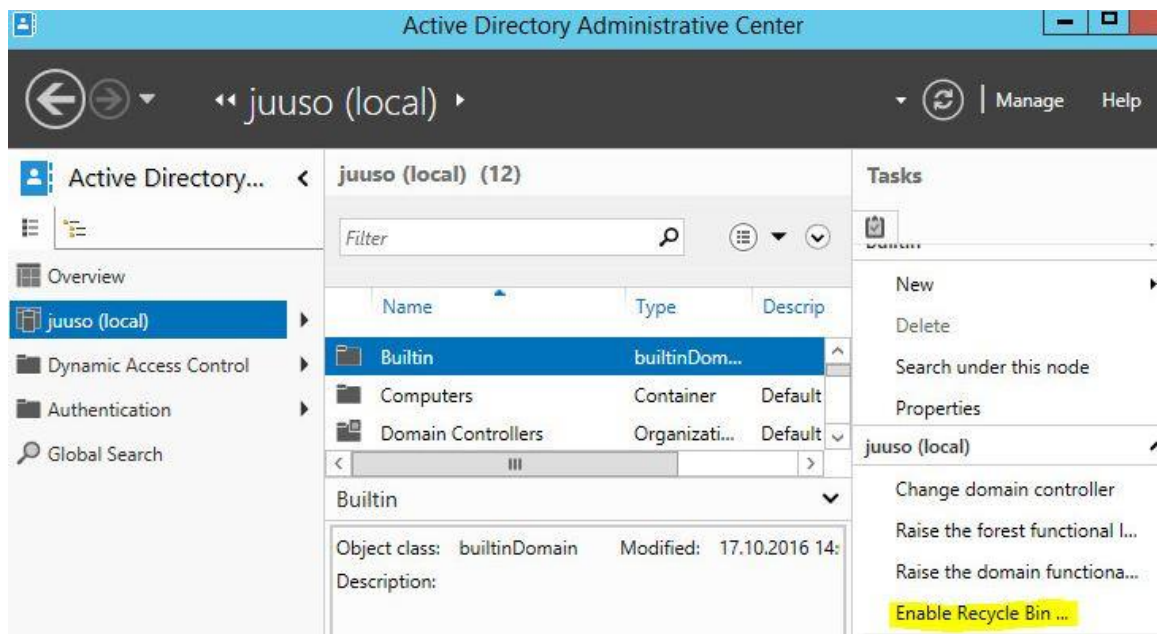 Active Directory Administrative Center
juuso (local)
Manage Help
Active Directory...
Overview
juuso (local)
Dynamic Access Control
Authentication
Global Search
juuso (local) (12)
Filter
Name Type Descrip
Builtin builtinDom...
Computers Container Default
Domain Controllers Organizati... Default
Builtin
Object class: builtinDomain Modified: 17.10.2016 14:
Description:
Tasks
New
Delete
Search under this node
Properties
juuso (local)
Change domain controller
Raise the forest functional l...
Raise the domain functiona...
Enable Recycle Bin ...